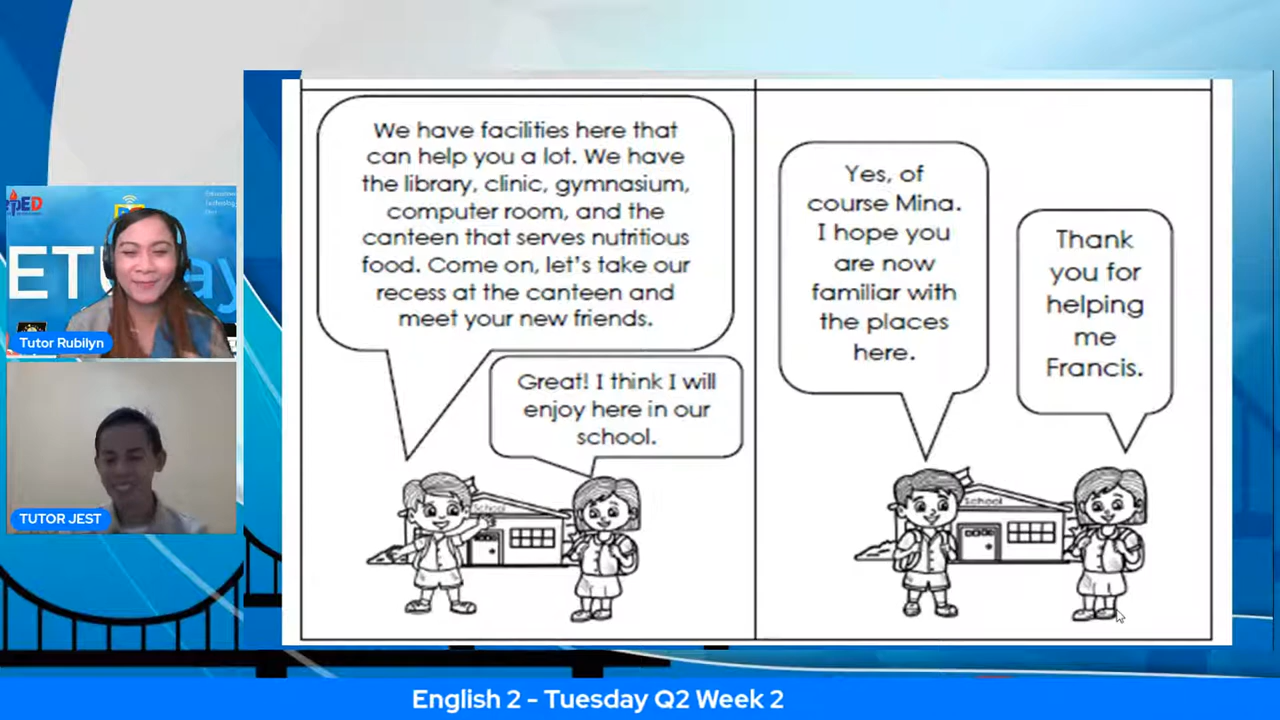 We have facilities here that
can help you a lot. We have
the library, clinic, gymnasium,
computer room, and the
canteen that serves nutritious
food. Come on, let's take our
recess at the canteen and
meet your new friends.
Great! I think I will
enjoy here in our
school.
School
Yes, of
course Mina.
I hope you
are now
familiar with
the places
here.
Thank
you for
helping
me
Francis.
School
ED
ET
ay
Tutor Rubilyn
TUTOR JEST
English 2 - Tuesday Q2 Week 2